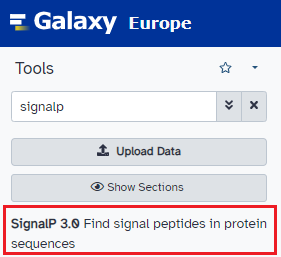 Galaxy Europe
Tools
signalp
Upload Data
Show Sections
SignalP 3.0 Find signal peptides in protein
sequences